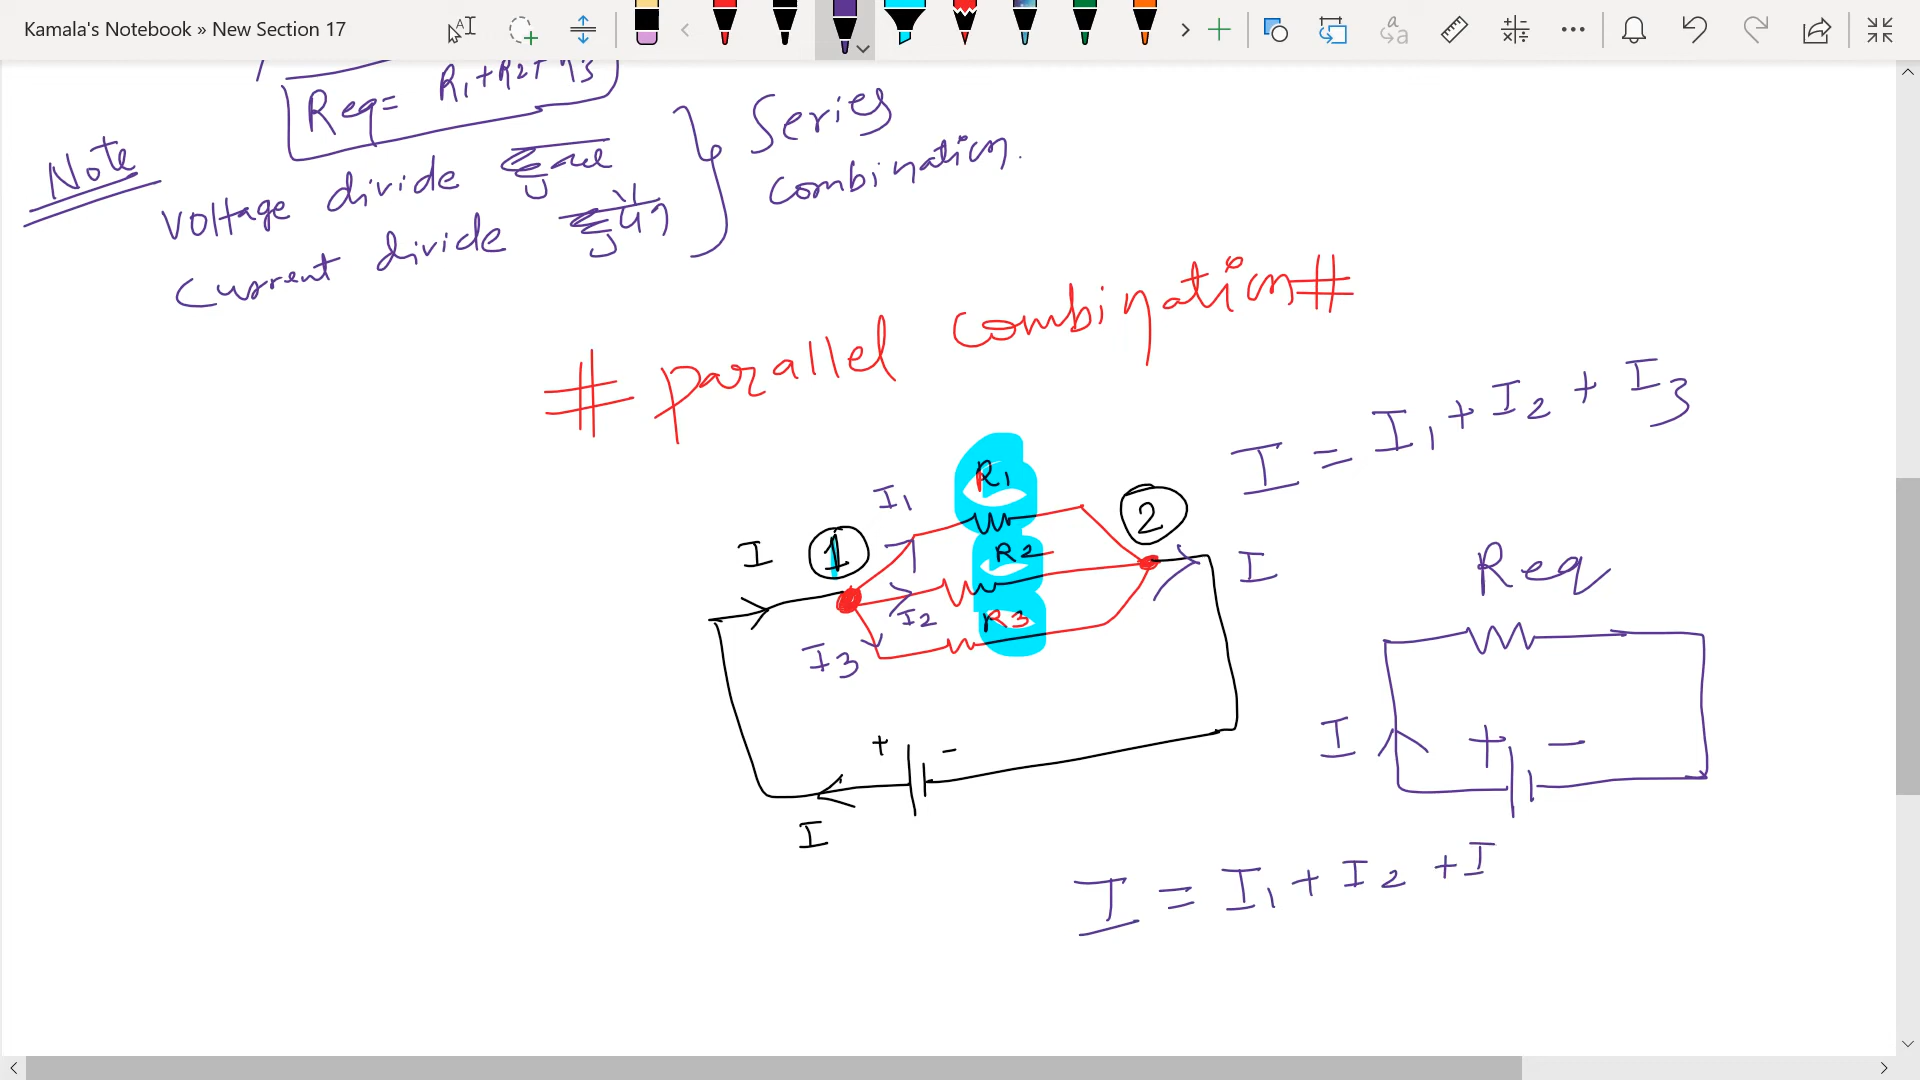 Kamala's Notebook » New Section 17
Req= R1+R2+
Note
Voltage divide
Current divide
Series
combination.
# parallel combination #
I = I1 + I2 + I3
R1
I1
2
I
1
R2
I
Req
I2
R3
I3
I
+ -
+ -
I
I = I1 + I2 + I